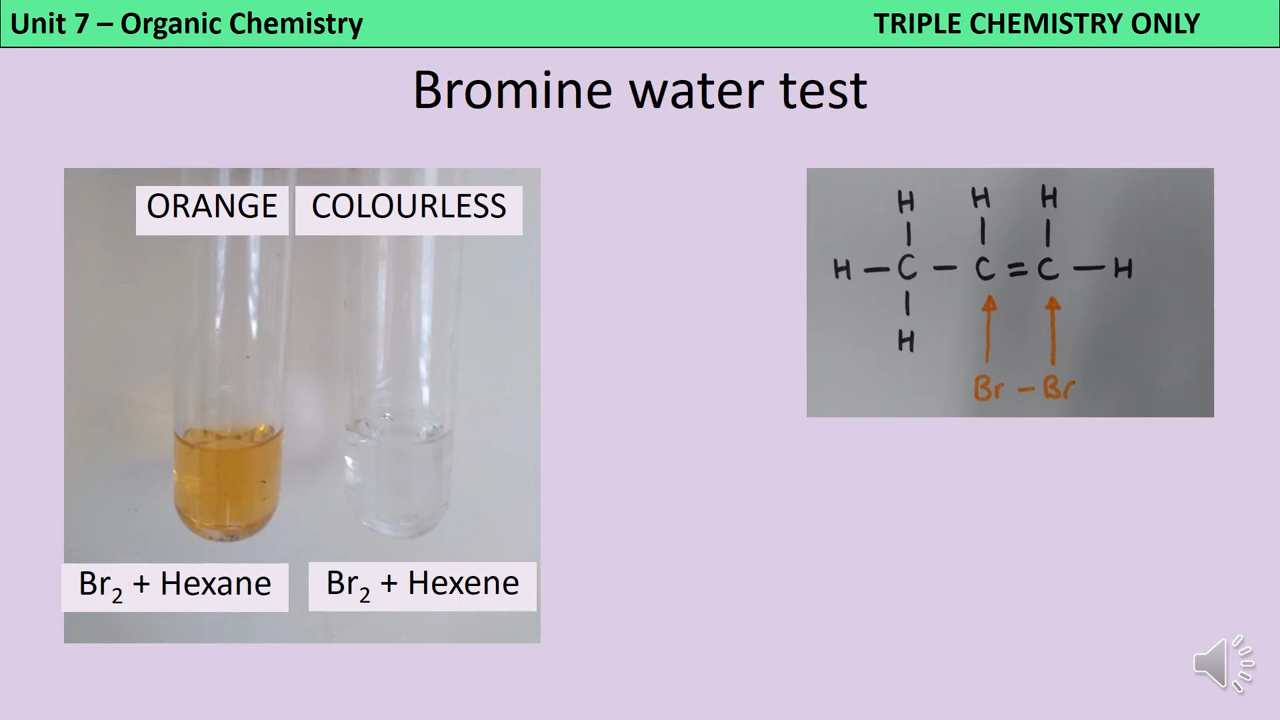 Unit 7 – Organic Chemistry
TRIPLE CHEMISTRY ONLY
Bromine water test
ORANGE
COLOURLESS
Br₂ + Hexane
Br₂ + Hexene
H H H
H – C – C = C – H
H
Br – Br